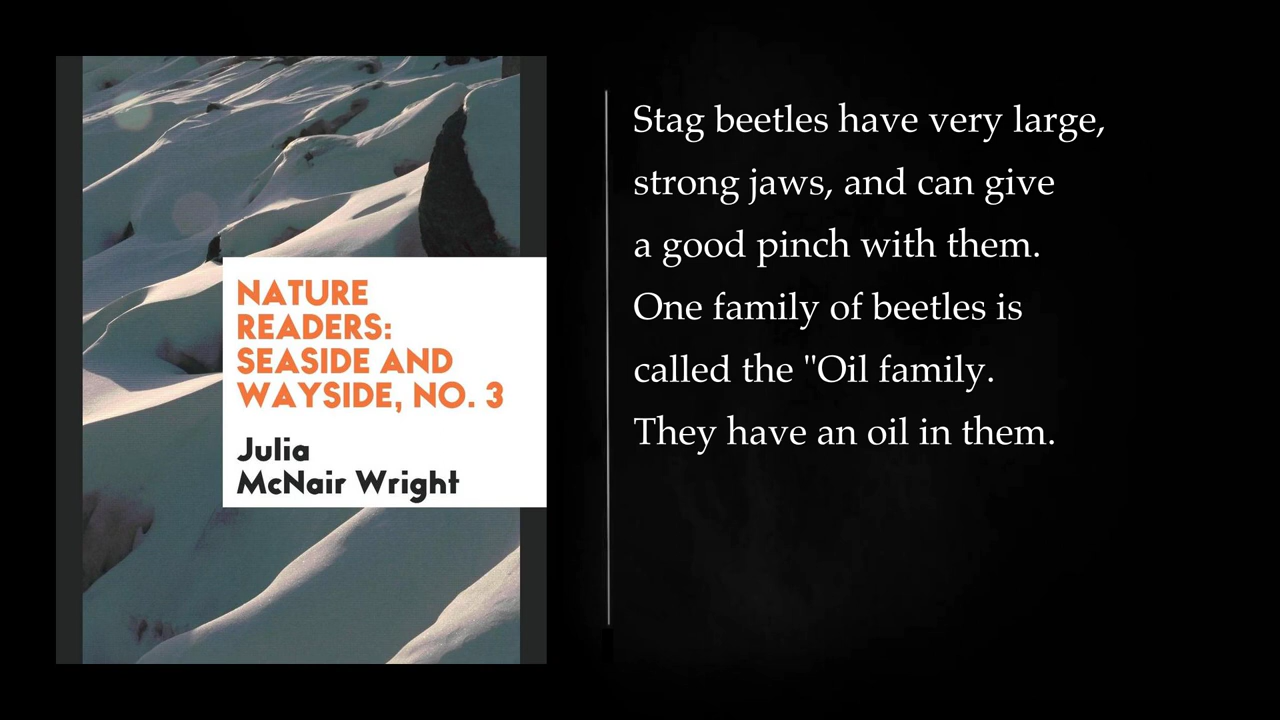 NATURE
READERS:
SEASIDE AND
WAYSIDE, NO. 3
Julia
McNair Wright
Stag beetles have very large,
strong jaws, and can give
a good pinch with them.
One family of beetles is
called the "Oil family.
They have an oil in them.